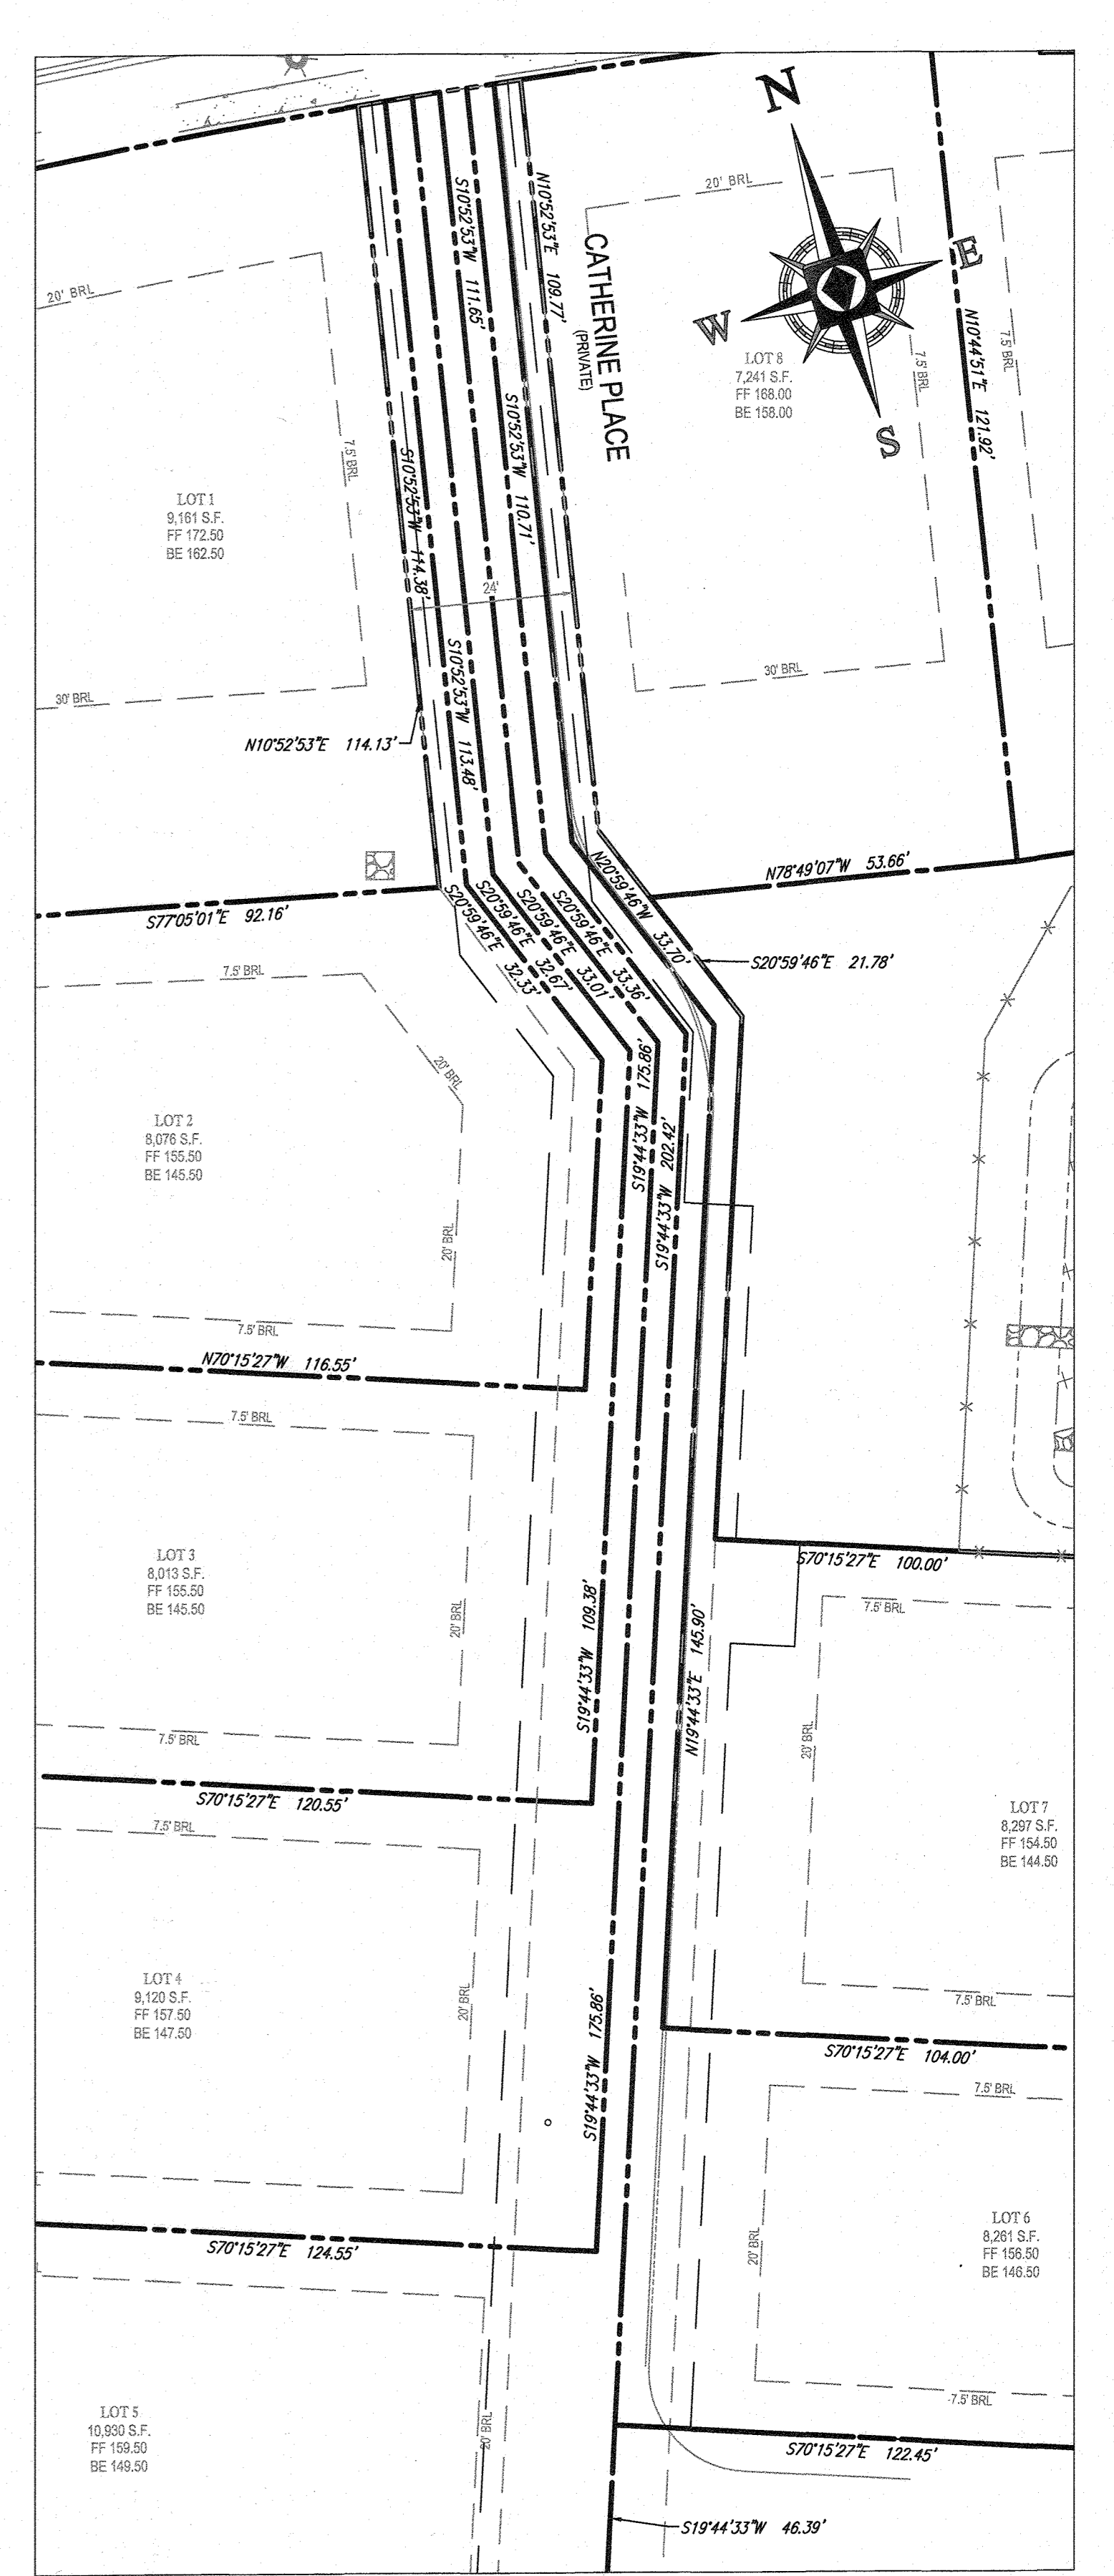 N
E
W
S
20' BRL
20' BRL
N10°52'53"E 109.77'
S10°52'53"W 111.65'
CATHERINE PLACE
(PRIVATE)
N10°44'51"E 121.92'
7.5' BRL
7.5' BRL
LOT 8
7,241 S.F.
FF 168.00
BE 158.00
S10°52'53"W 110.71'
S10°52'53"W 114.38'
7.5' BRL
LOT 1
9,161 S.F.
FF 172.50
BE 162.50
24'
S10°52'53"W 113.48'
30' BRL
30' BRL
N10°52'53"E 114.13'
N78°49'07"W 53.66'
S77°05'01"E 92.16'
S20°59'46"E 32.33'
S20°59'46"E 32.67'
S20°59'46"E 33.01'
S20°59'46"E 33.36'
N20°59'46"W 33.70'
S20°59'46"E 21.78'
7.5' BRL
20' BRL
LOT 2
8,076 S.F.
FF 155.50
BE 145.50
S19°44'33"W 175.86'
S19°44'33"W 202.42'
20' BRL
7.5' BRL
N70°15'27"W 116.55'
7.5' BRL
LOT 3
8,013 S.F.
FF 155.50
BE 145.50
20' BRL
S70°15'27"E 100.00'
7.5' BRL
S19°44'33"W 109.38'
N19°44'33"E 145.90'
20' BRL
7.5' BRL
S70°15'27"E 120.55'
7.5' BRL
LOT 7
8,297 S.F.
FF 154.50
BE 144.50
LOT 4
9,120 S.F.
FF 157.50
BE 147.50
20' BRL
S19°44'33"W 175.86'
7.5' BRL
S70°15'27"E 104.00'
7.5' BRL
LOT 6
8,261 S.F.
FF 156.50
BE 146.50
20' BRL
S70°15'27"E 124.55'
7.5' BRL
LOT 5
10,930 S.F.
FF 159.50
BE 149.50
20' BRL
S70°15'27"E 122.45'
S19°44'33"W 46.39'